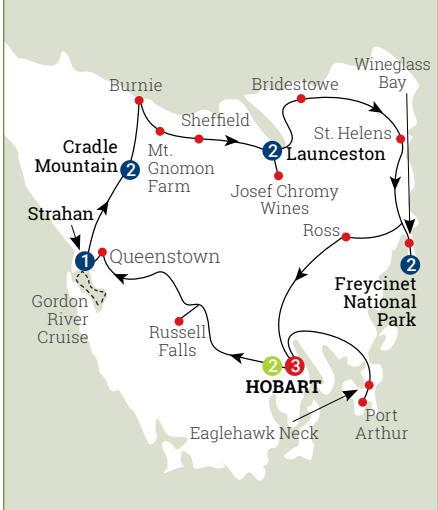 Wineglass
Bay
Burnie
Bridestowe
Sheffield
St. Helens
Cradle
Mountain
2
Mt.
Gnomon
Farm
2
Launceston
Josef Chromy
Wines
Strahan
Ross
1
Queenstown
2
Freycinet
National
Park
Gordon
River
Cruise
Russell
Falls
2
3
HOBART
Eaglehawk Neck
Port
Arthur